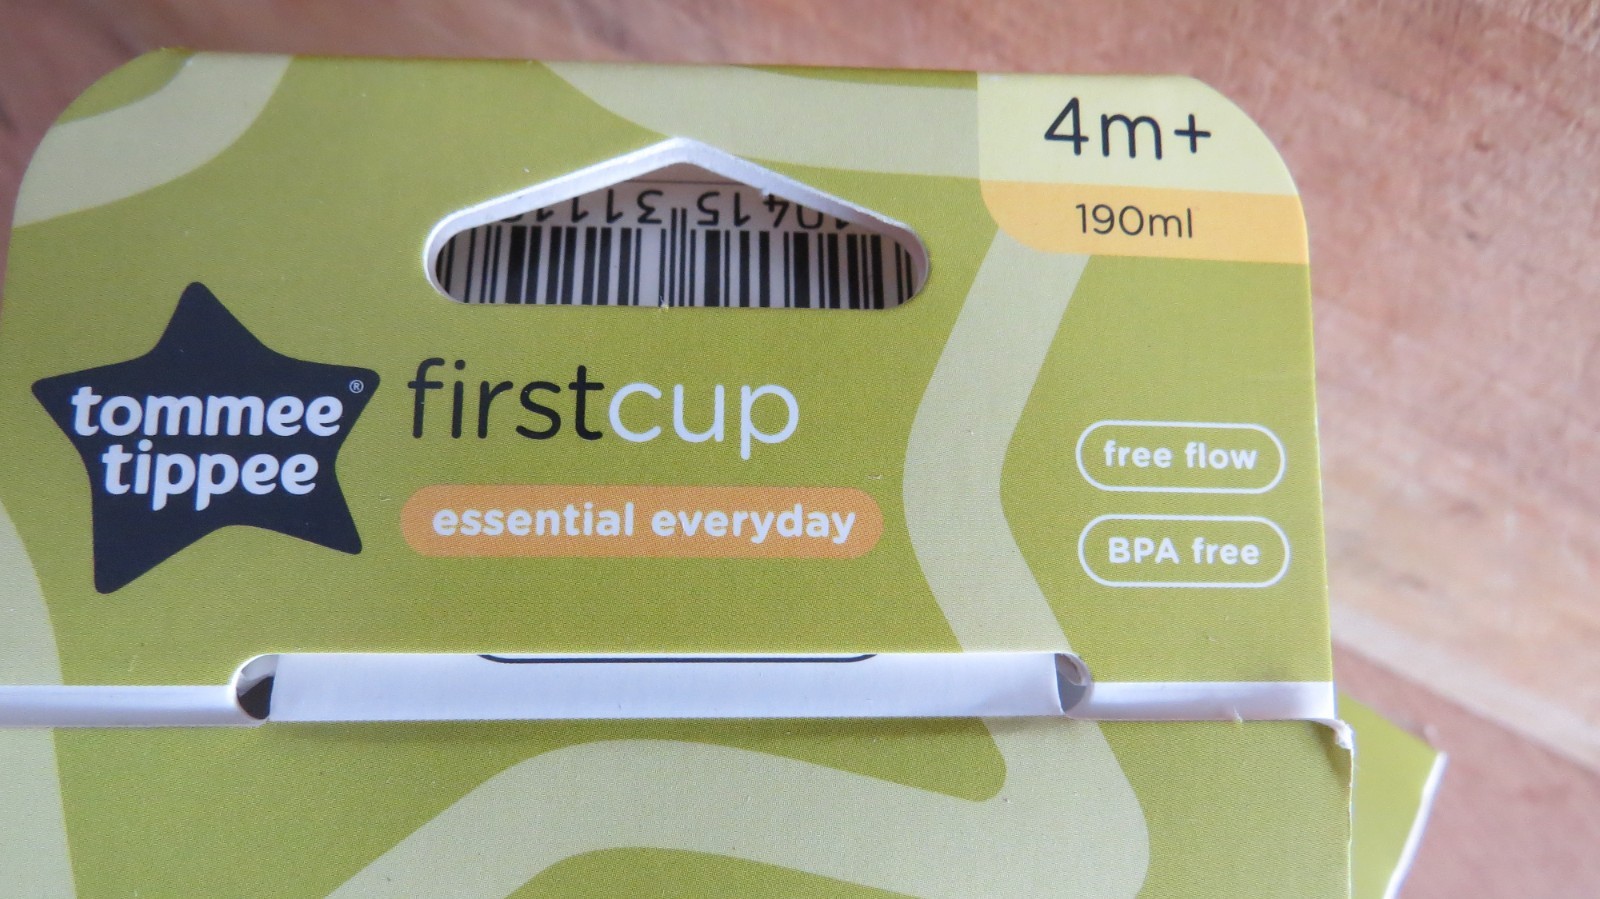 4m+
190ml
tommee®
tippee
firstcup
essential everyday
free flow
BPA free